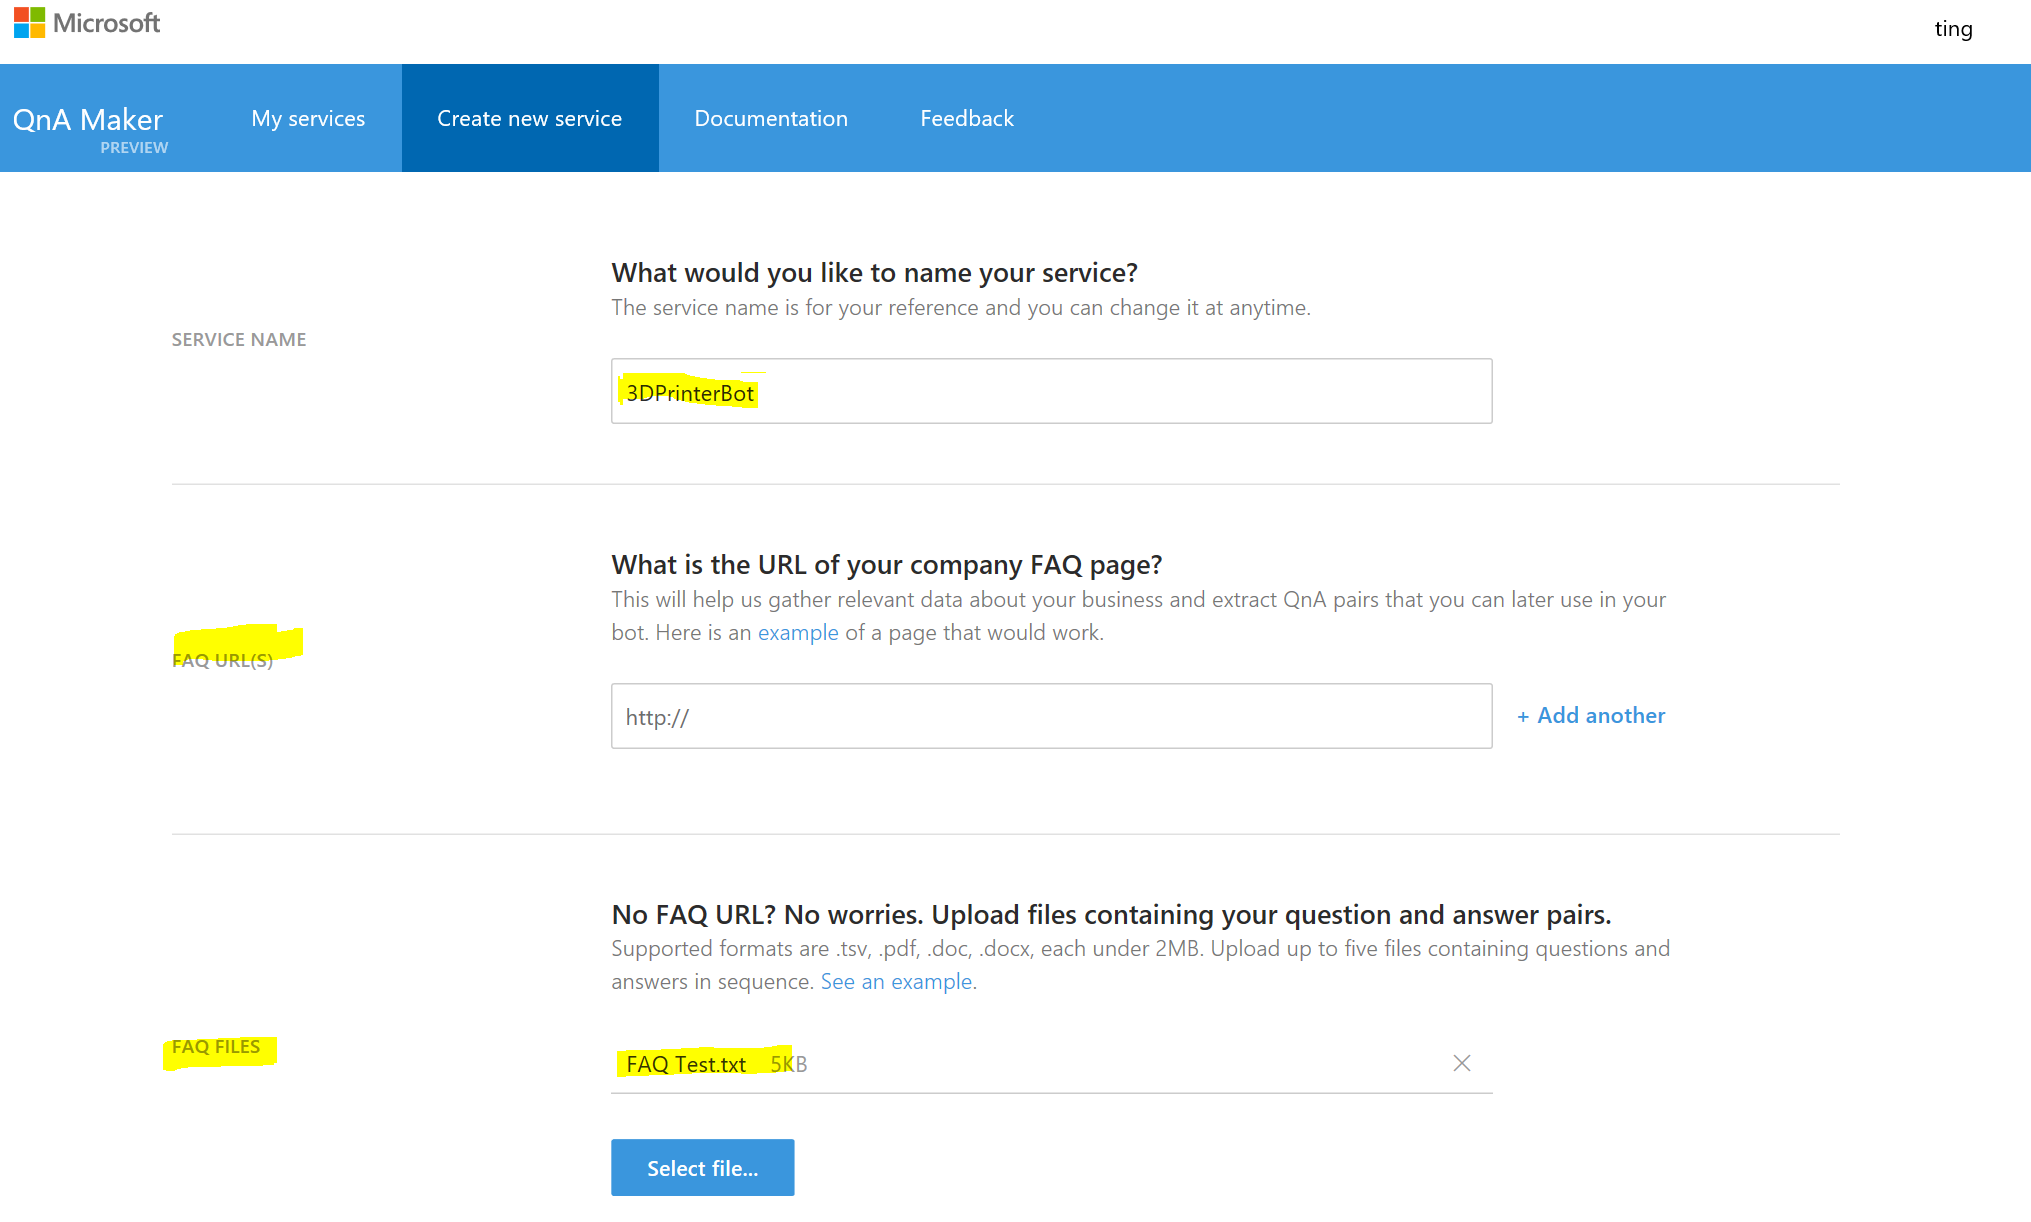 Microsoft
ting
QnA Maker
PREVIEW
My services
Create new service
Documentation
Feedback
What would you like to name your service?
The service name is for your reference and you can change it at anytime.
SERVICE NAME
3DPrinterBot
What is the URL of your company FAQ page?
This will help us gather relevant data about your business and extract QnA pairs that you can later use in your
bot. Here is an example of a page that would work.
FAQ URL(S)
http://
+ Add another
No FAQ URL? No worries. Upload files containing your question and answer pairs.
Supported formats are .tsv, .pdf, .doc, .docx, each under 2MB. Upload up to five files containing questions and
answers in sequence. See an example.
FAQ FILES
FAQ Test.txt 5KB
Select file...